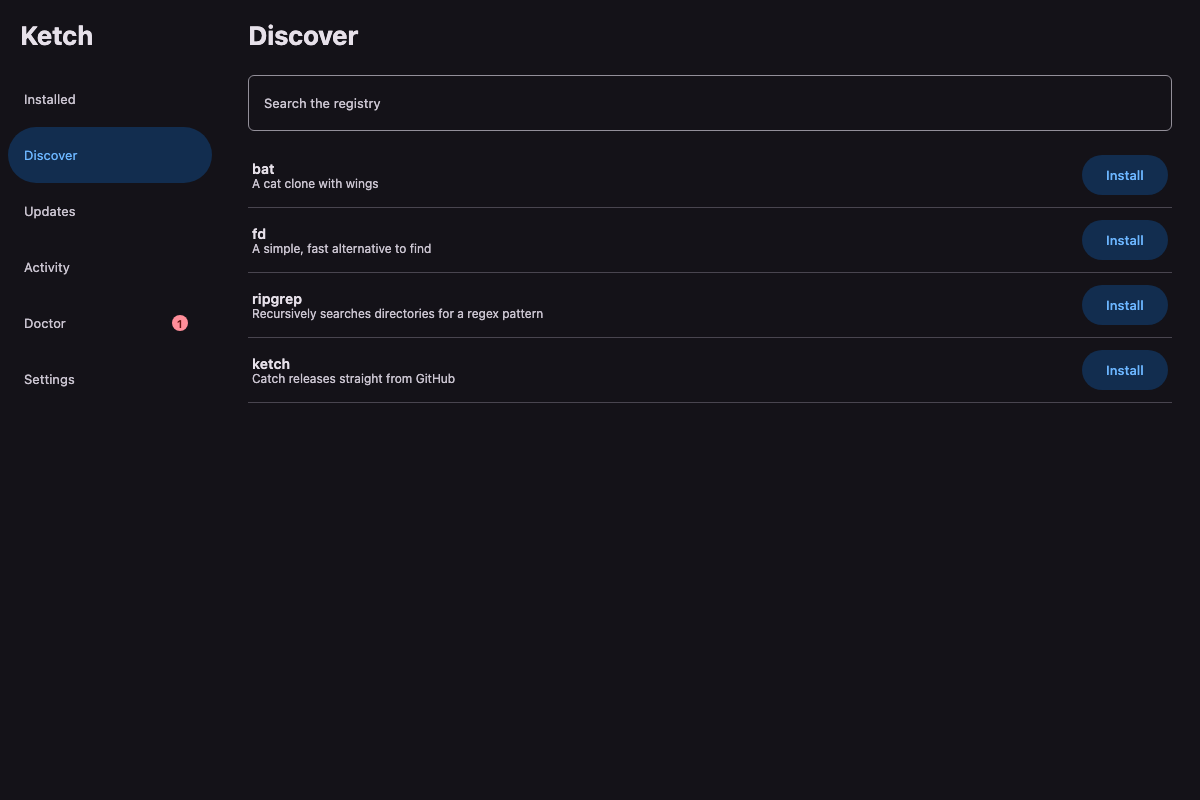 Ketch
Installed
Discover
Updates
Activity
Doctor
1
Settings
Discover
Search the registry
bat
A cat clone with wings
Install
fd
A simple, fast alternative to find
Install
ripgrep
Recursively searches directories for a regex pattern
Install
ketch
Catch releases straight from GitHub
Install